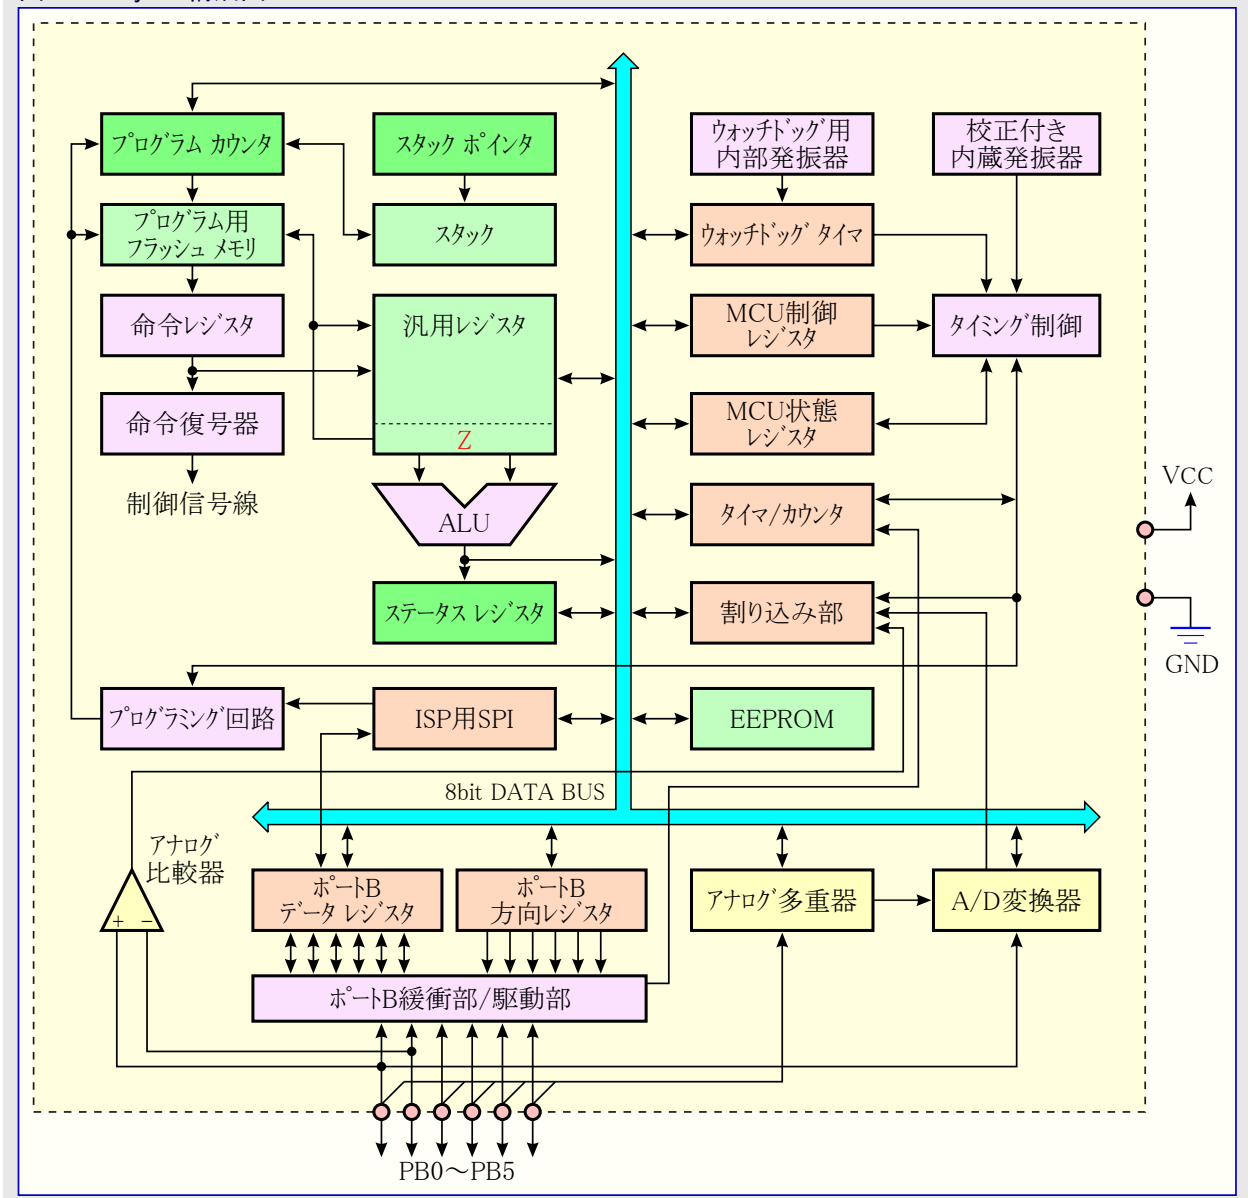 プログラム カウンタ
スタック ポインタ
ウォッチドッグ用
内部発振器
校正付き
内蔵発振器
プログラム用
フラッシュ メモリ
スタック
ウォッチドッグ タイマ
命令レジスタ
汎用レジスタ
MCU制御
レジスタ
タイミング制御
命令復号器
Z
MCU状態
レジスタ
制御信号線
ALU
タイマ/カウンタ
VCC
ステータス レジスタ
割り込み部
GND
プログラミング回路
ISP用SPI
EEPROM
8bit DATA BUS
アナログ
比較器
+ −
ポートB
データ レジスタ
ポートB
方向レジスタ
アナログ多重器
A/D変換器
ポートB緩衝部/駆動部
PB0～PB5